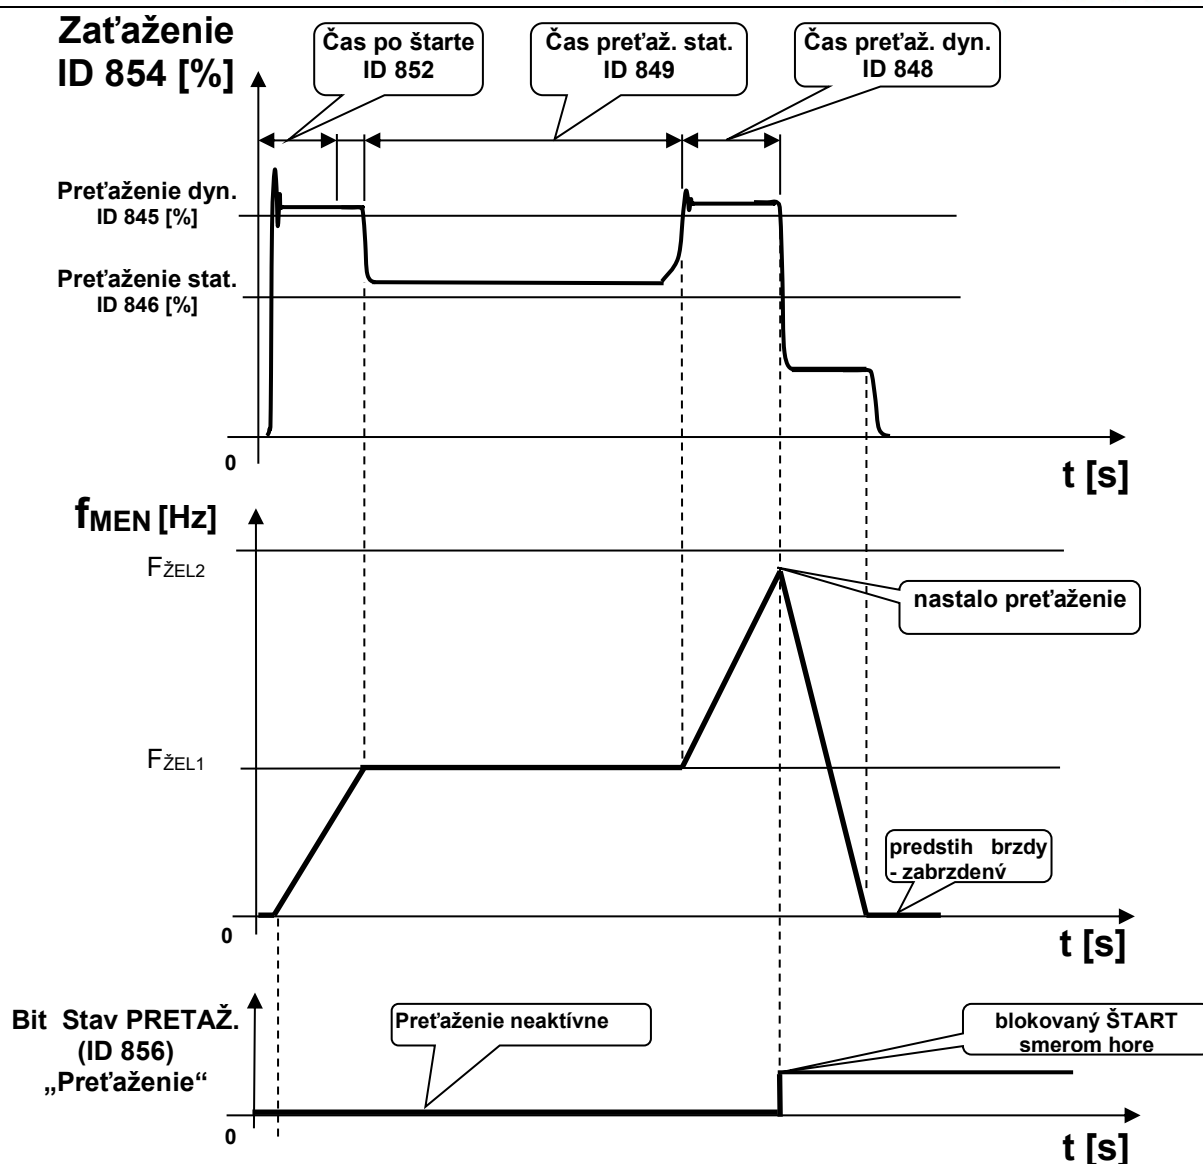 Zaťaženie
ID 854 [%]
Čas po štarte
ID 852
Čas preťaž. stat.
ID 849
Čas preťaž. dyn.
ID 848
Preťaženie dyn.
ID 845 [%]
Preťaženie stat.
ID 846 [%]
0
t [s]
fMEN [Hz]
FŽEL2
nastalo preťaženie
FŽEL1
predstih brzdy
- zabrzdený
0
t [s]
Bit Stav PRETAŽ.
(ID 856)
„Preťaženie“
Preťaženie neaktívne
blokovaný ŠTART
smerom hore
0
t [s]